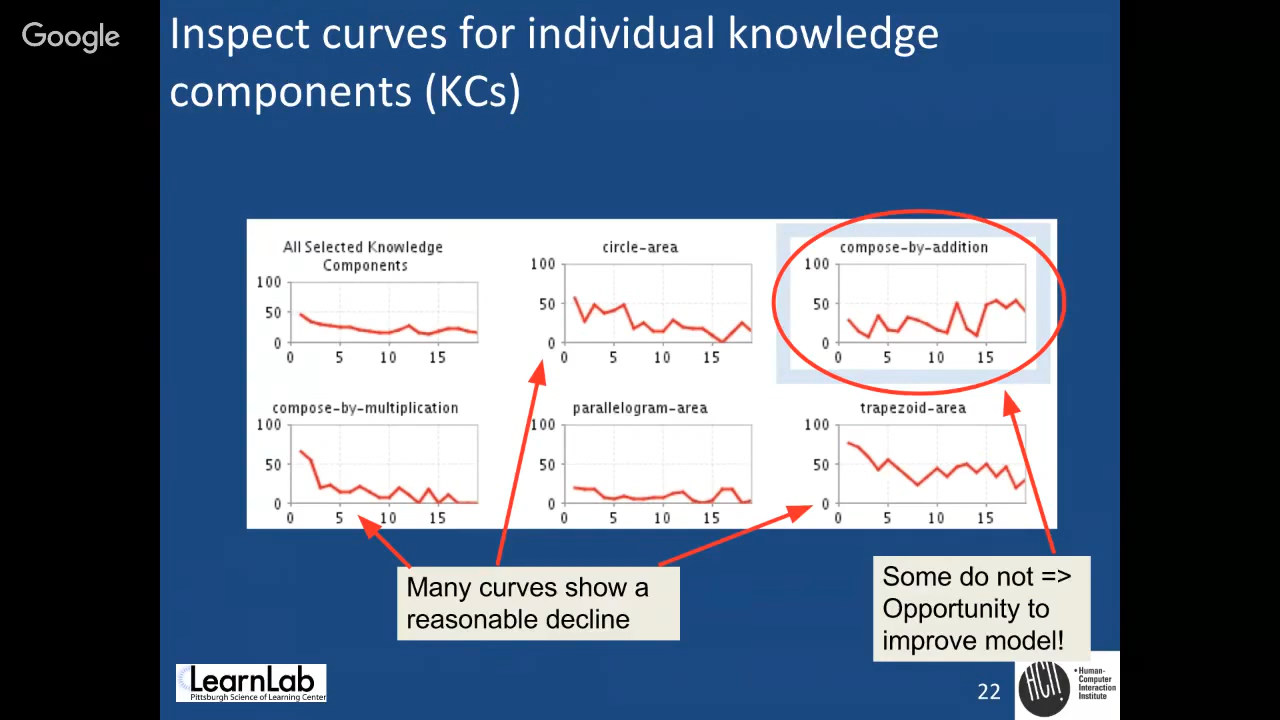 Google
Inspect curves for individual knowledge
components (KCs)
All Selected Knowledge
Components
100
50
0
0 5 10 15
circle-area
100
50
0
0 5 10 15
compose-by-addition
100
50
0
0 5 10 15
compose-by-multiplication
100
50
0
0 5 10 15
parallelogram-area
100
50
0
0 5 10 15
trapezoid-area
100
50
0
0 5 10 15
Many curves show a
reasonable decline
Some do not =>
Opportunity to
improve model!
LearnLab
Pittsburgh Science of Learning Center
22
HCII
• Human-
Computer
Interaction
Institute